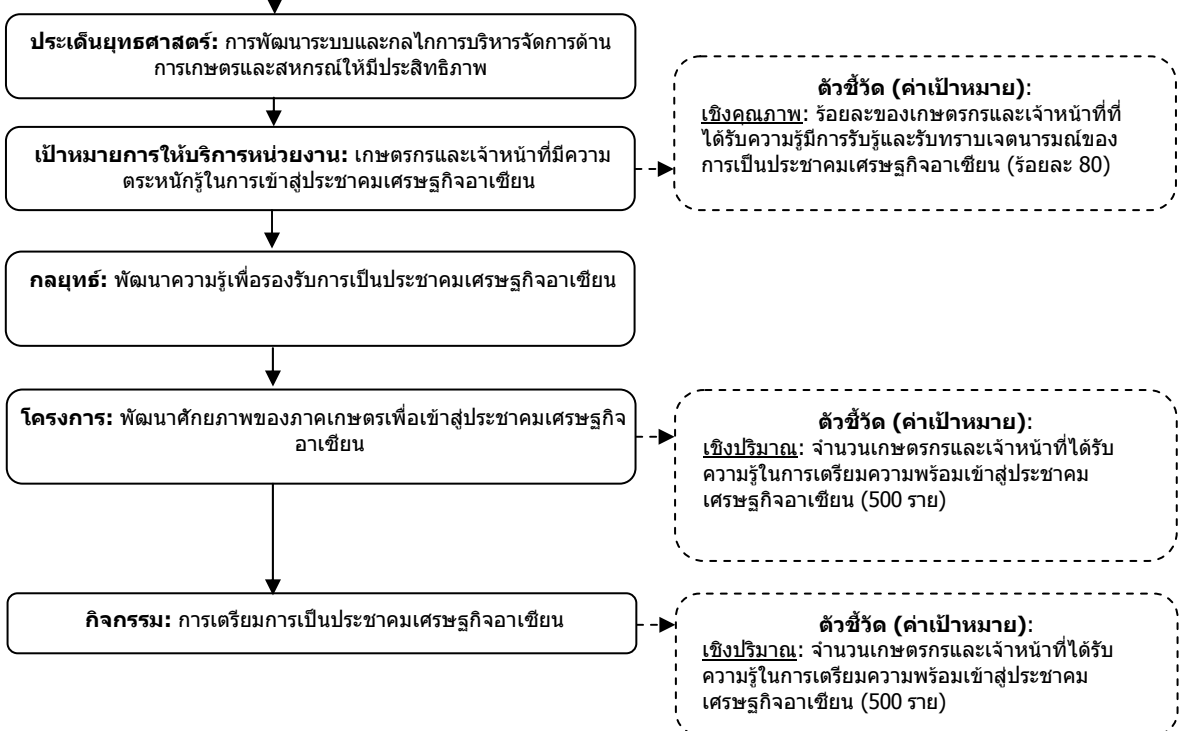 ประเด็นยุทธศาสตร์: การพัฒนาระบบและกลไกการบริหารจัดการด้าน
การเกษตรและสหกรณ์ให้มีประสิทธิภาพ
ตัวชี้วัด (ค่าเป้าหมาย):
เชิงคุณภาพ: ร้อยละของเกษตรกรและเจ้าหน้าที่ที่
ได้รับความรู้มีการรับรู้และรับทราบเจตนารมณ์ของ
การเป็นประชาคมเศรษฐกิจอาเซียน (ร้อยละ 80)
เป้าหมายการให้บริการหน่วยงาน: เกษตรกรและเจ้าหน้าที่มีความ
ตระหนักรู้ในการเข้าสู่ประชาคมเศรษฐกิจอาเซียน
กลยุทธ์: พัฒนาความรู้เพื่อรองรับการเป็นประชาคมเศรษฐกิจอาเซียน
โครงการ: พัฒนาศักยภาพของภาคเกษตรเพื่อเข้าสู่ประชาคมเศรษฐกิจ
อาเซียน
ตัวชี้วัด (ค่าเป้าหมาย):
เชิงปริมาณ: จำนวนเกษตรกรและเจ้าหน้าที่ได้รับ
ความรู้ในการเตรียมความพร้อมเข้าสู่ประชาคม
เศรษฐกิจอาเซียน (500 ราย)
กิจกรรม: การเตรียมการเป็นประชาคมเศรษฐกิจอาเซียน
ตัวชี้วัด (ค่าเป้าหมาย):
เชิงปริมาณ: จำนวนเกษตรกรและเจ้าหน้าที่ได้รับ
ความรู้ในการเตรียมความพร้อมเข้าสู่ประชาคม
เศรษฐกิจอาเซียน (500 ราย)